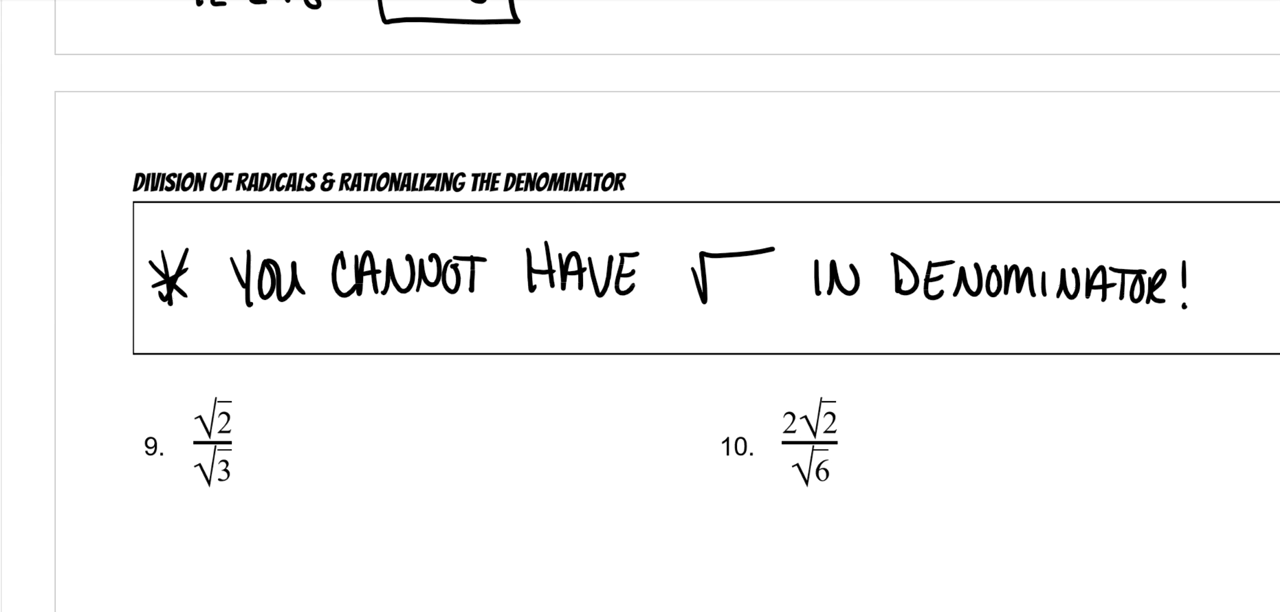 DIVISION OF RADICALS & RATIONALIZING THE DENOMINATOR
* YOU CANNOT HAVE √ IN DENOMINATOR!
9. √2/√3 10. 2√2/√6